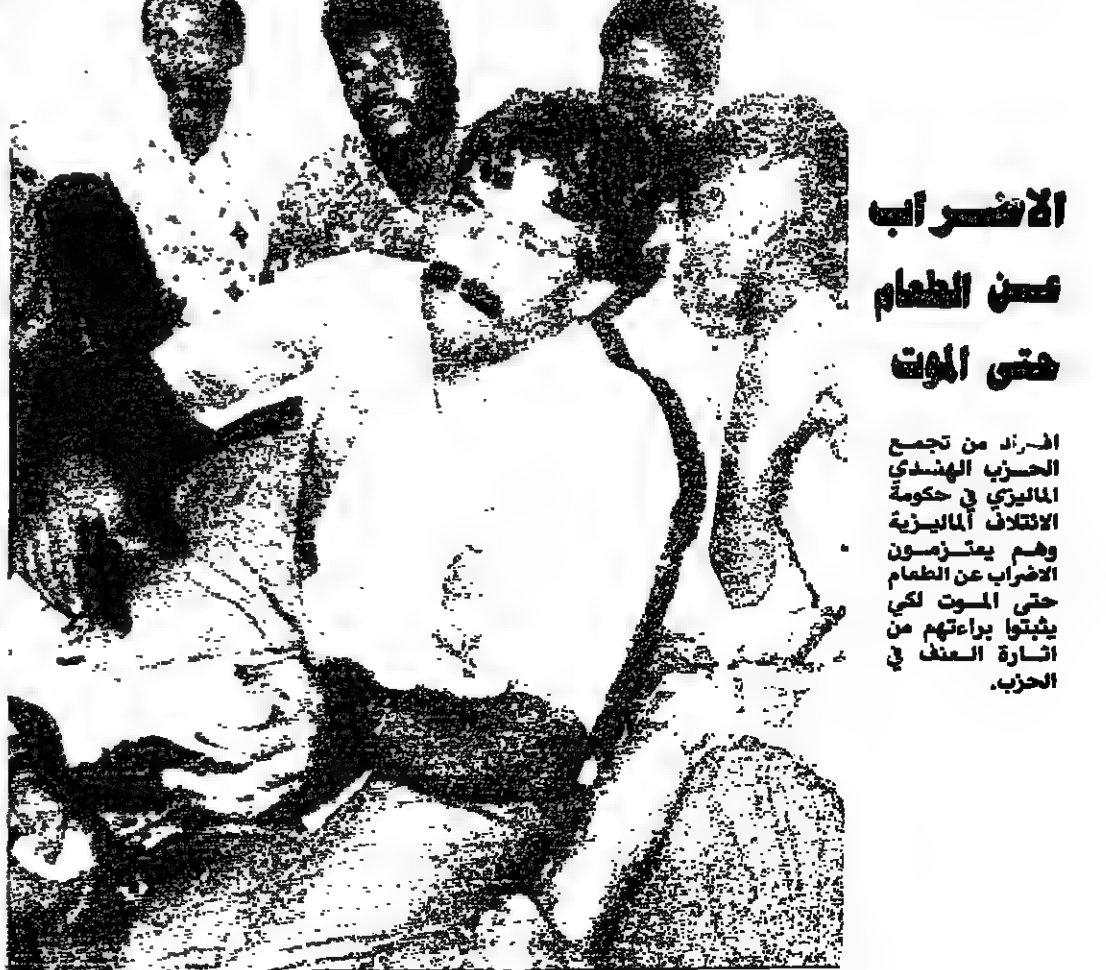 الاضراب
عن الطعام
حتى الموت
افراد من تجمع
الحزب الهندي
الماليزي في حكومة
الائتلاف الماليزية
وهم يعتزمون
الاضراب عن الطعام
حتى الموت لكي
يثبتوا براءتهم من
اثارة العنف في
الحزب.